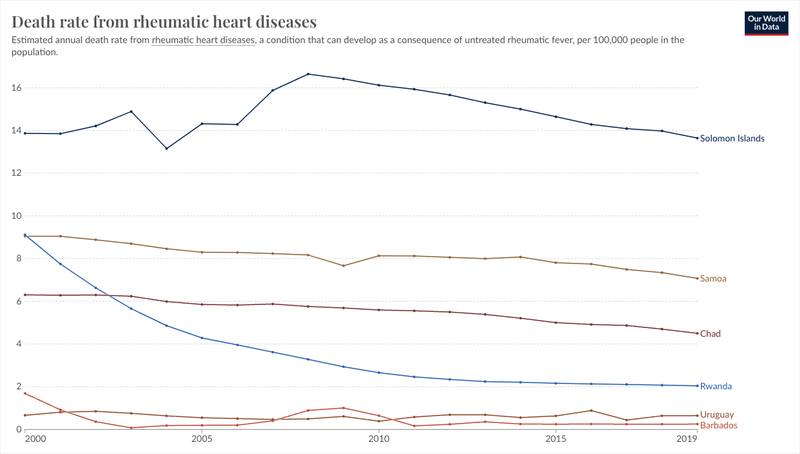 Death rate from rheumatic heart diseases
Our World
in Data
Estimated annual death rate from rheumatic heart diseases, a condition that can develop as a consequence of untreated rheumatic fever, per 100,000 people in the
population.
16
14
12
10
8
6
4
2
0
Solomon Islands
Samoa
Chad
Rwanda
Uruguay
Barbados
2000
2005
2010
2015
2019